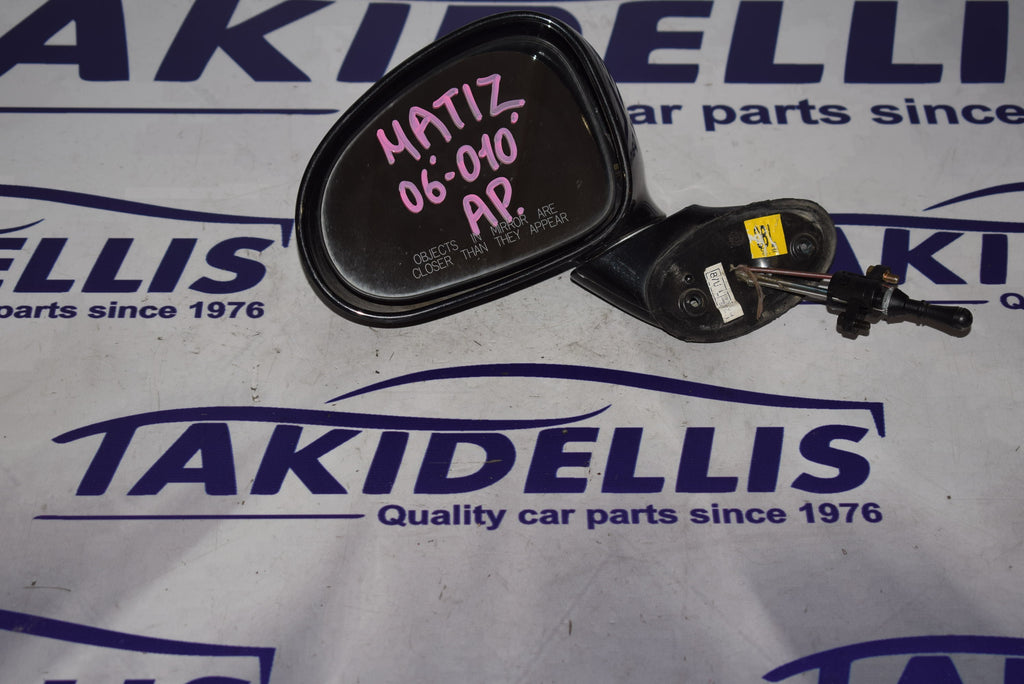 TAKIDELLIS
car parts since
MATIZ
06-010
AP.
OBJECTS IN MIRROR ARE
CLOSER THAN THEY APPEAR
ELLIS
parts since 1976
TAKIDELLIS
Quality car parts since 1976
TAKIDELLIS